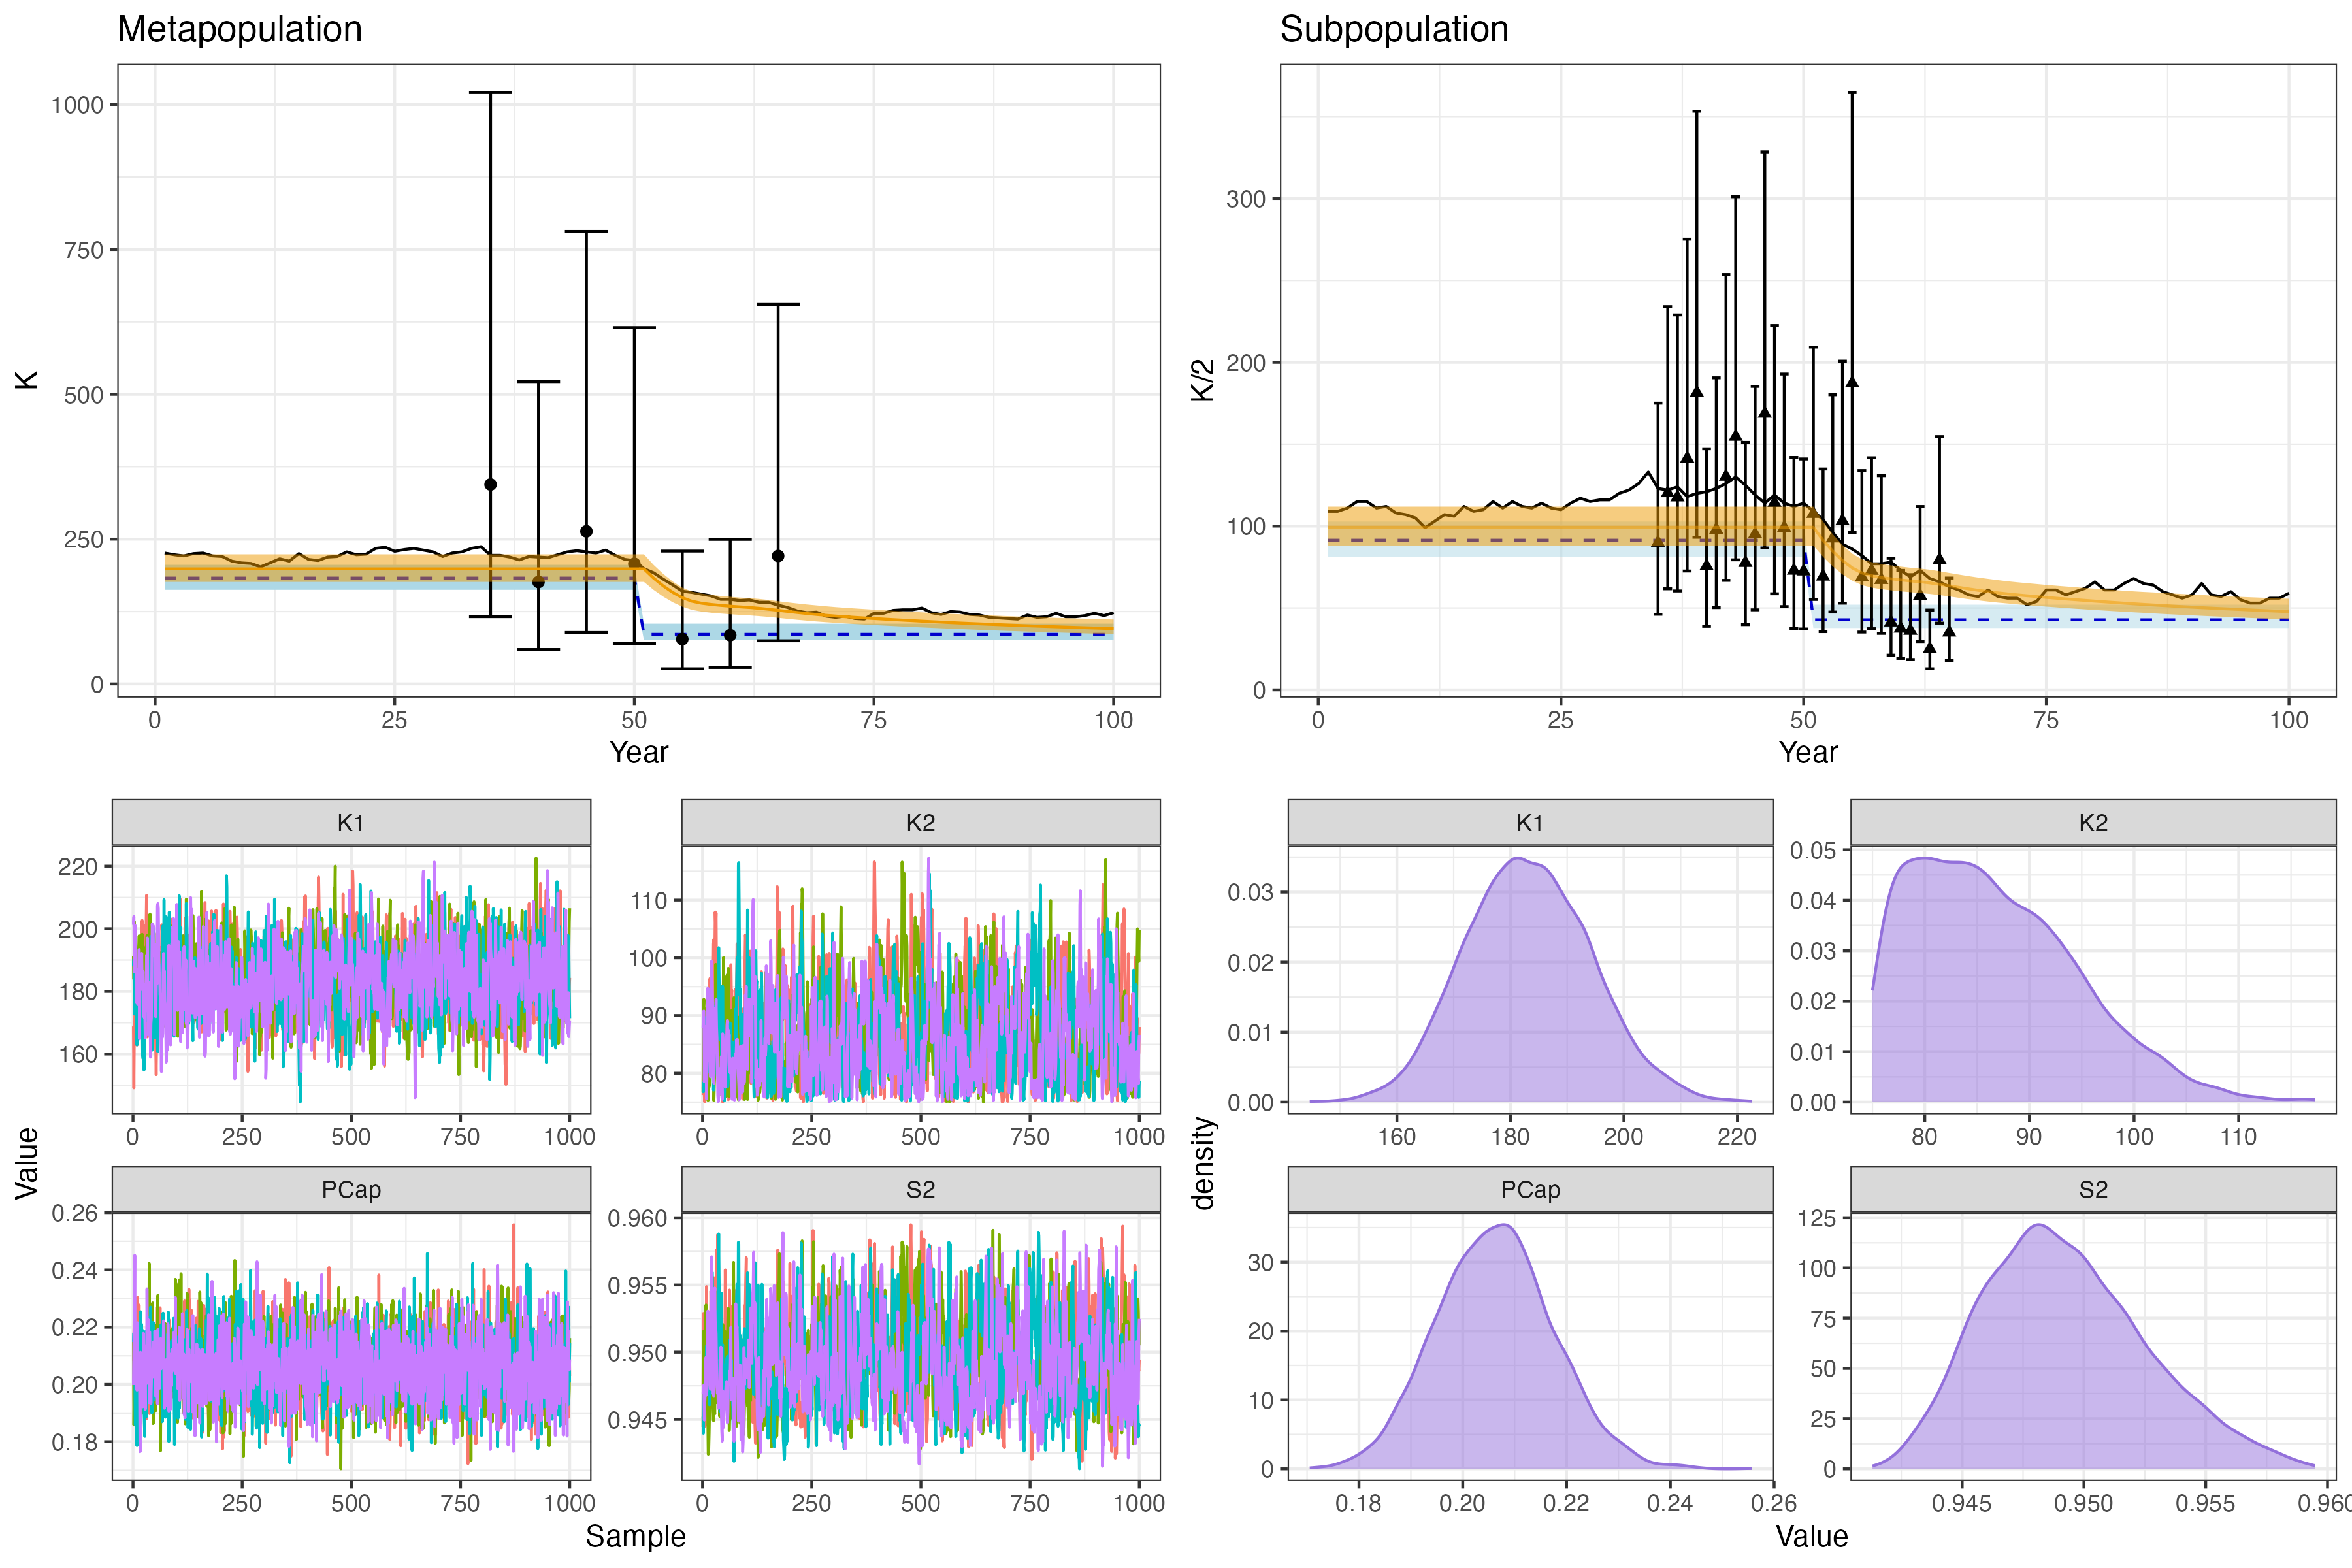 Metapopulation
Subpopulation
1000
750
500
250
0
K
0 25 50 75 100
Year
300
200
100
0
K/2
0 25 50 75 100
Year
K1
220
200
180
160
0 250 500 750 1000
K2
110
100
90
80
0 250 500 750 1000
PCap
0.26
0.24
0.22
0.20
0.18
0 250 500 750 1000
S2
0.960
0.955
0.950
0.945
0 250 500 750 1000
Value
Sample
K1
0.03
0.02
0.01
0.00
160 180 200 220
K2
0.05
0.04
0.03
0.02
0.01
0.00
80 90 100 110
PCap
30
20
10
0
0.18 0.20 0.22 0.24 0.26
S2
125
100
75
50
25
0
0.945 0.950 0.955 0.960
density
Value